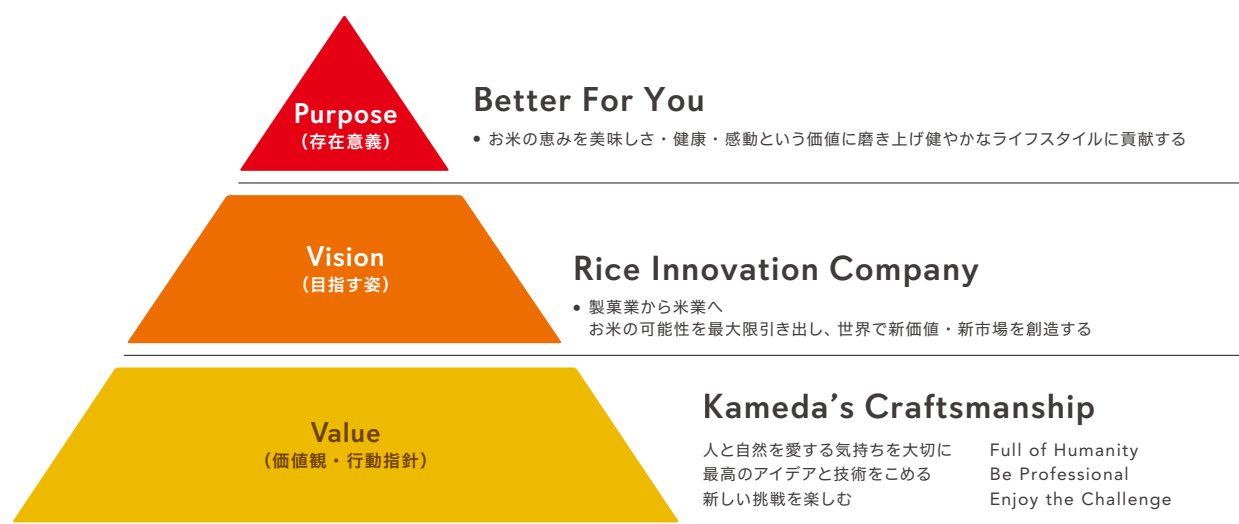 Purpose
（存在意義）
Better For You
• お米の恵みを美味しさ・健康・感動という価値に磨き上げ健やかなライフスタイルに貢献する
Vision
（目指す姿）
Rice Innovation Company
• 製菓業から米業へ
お米の可能性を最大限引き出し、世界で新価値・新市場を創造する
Value
（価値観・行動指針）
Kameda’s Craftsmanship
人と自然を愛する気持ちを大切に Full of Humanity
最高のアイデアと技術をこめる Be Professional
新しい挑戦を楽しむ Enjoy the Challenge